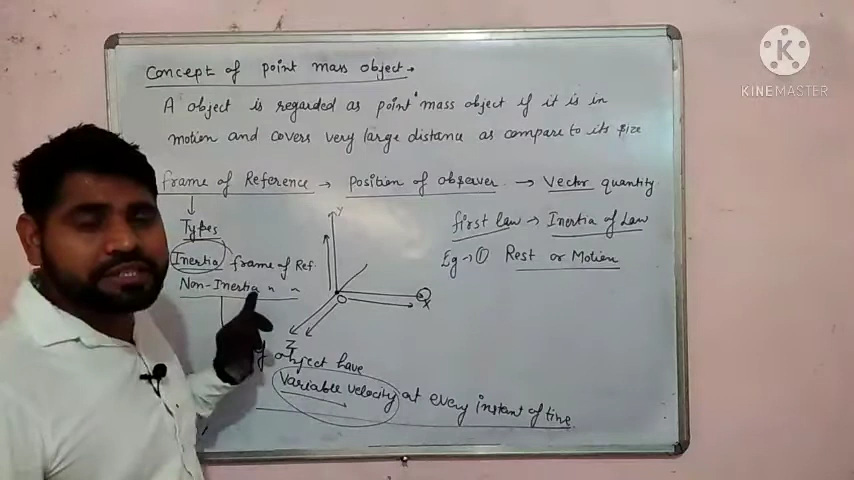 Concept of point mass object.
A object is regarded as point mass object if it is in
motion and covers very large distance as compare to its size
frame of Reference → position of observer. → Vector quantity.
Types
Inertia frame of Ref.
Non-Inertia " "
object have
Variable velocity at every instant of time
Y
O
X
Z
first law → Inertia of Law
Eg → ① Rest or Motion
K
KINEMASTER